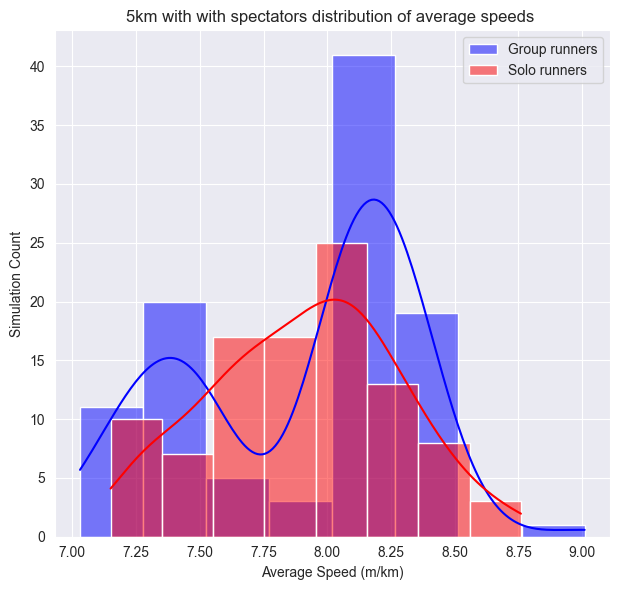 5km with with spectators distribution of average speeds
Group runners
Solo runners
Simulation Count
40
35
30
25
20
15
10
5
0
7.00 7.25 7.50 7.75 8.00 8.25 8.50 8.75 9.00
Average Speed (m/km)